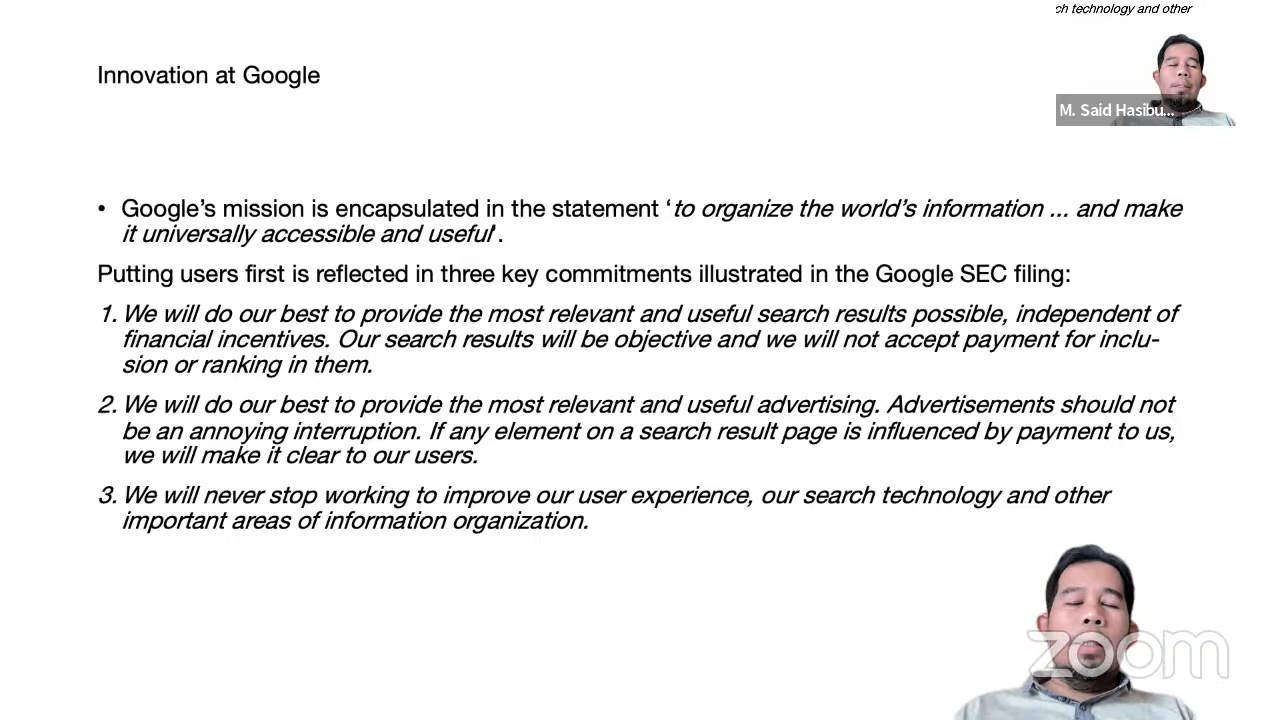 ch technology and other
Innovation at Google
M. Said Hasibu...
• Google’s mission is encapsulated in the statement ‘to organize the world’s information ... and make
it universally accessible and useful’.
Putting users first is reflected in three key commitments illustrated in the Google SEC filing:
1. We will do our best to provide the most relevant and useful search results possible, independent of
financial incentives. Our search results will be objective and we will not accept payment for inclu-
sion or ranking in them.
2. We will do our best to provide the most relevant and useful advertising. Advertisements should not
be an annoying interruption. If any element on a search result page is influenced by payment to us,
we will make it clear to our users.
3. We will never stop working to improve our user experience, our search technology and other
important areas of information organization.
zoom